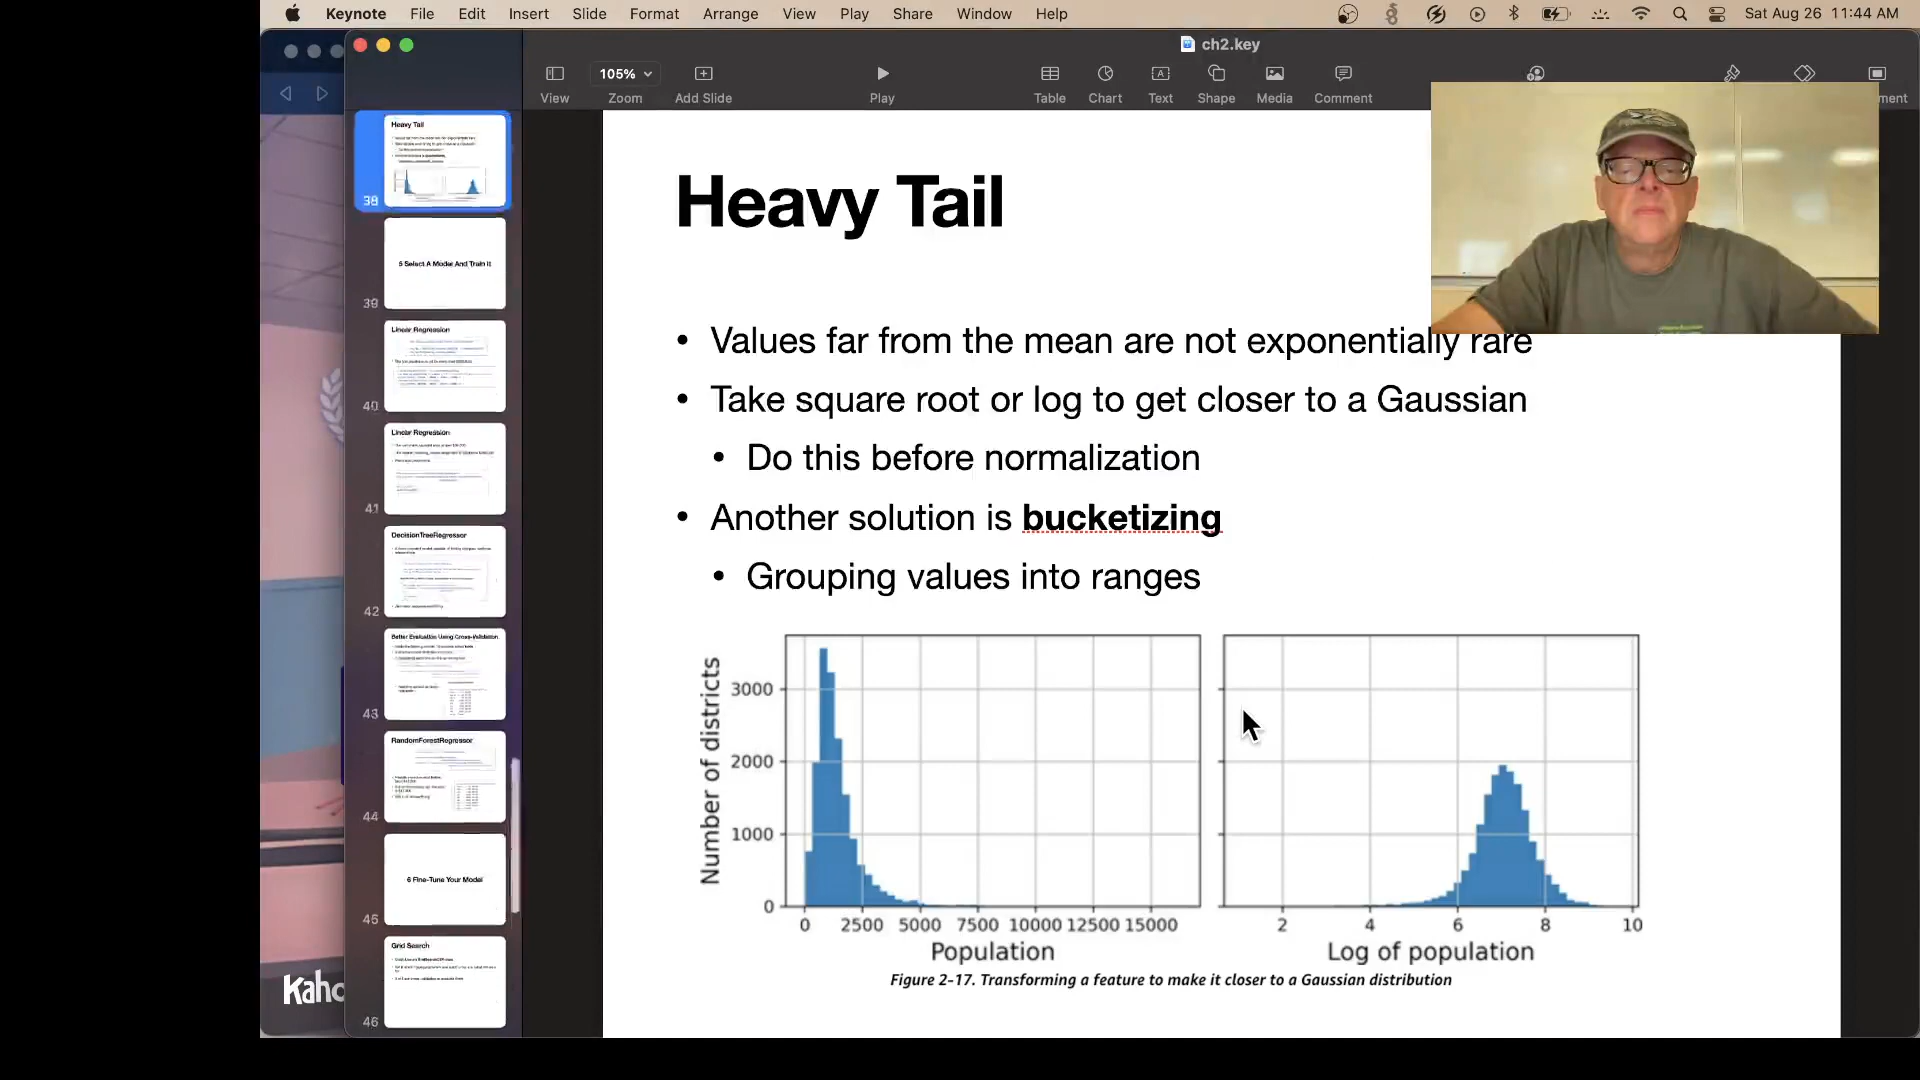 Keynote File Edit Insert Slide Format Arrange View Play Share Window Help Sat Aug 26 11:44 AM
ch2.key
105%
View Zoom Add Slide Play Table Chart Text Shape Media Comment ment
Heavy Tail
38
5 Select A Model And Train It
39
Linear Regression
40
Linear Regression
41
DecisionTreeRegressor
42
Better Evaluation Using Cross-Validation
43
RandomForestRegressor
44
6 Fine-Tune Your Model
45
Grid Search
46
Kaho
Heavy Tail
• Values far from the mean are not exponentially rare
• Take square root or log to get closer to a Gaussian
• Do this before normalization
• Another solution is bucketizing
• Grouping values into ranges
Number of districts
3000
2000
1000
0
0 2500 5000 7500 10000 12500 15000
Population
2 4 6 8 10
Log of population
Figure 2-17. Transforming a feature to make it closer to a Gaussian distribution